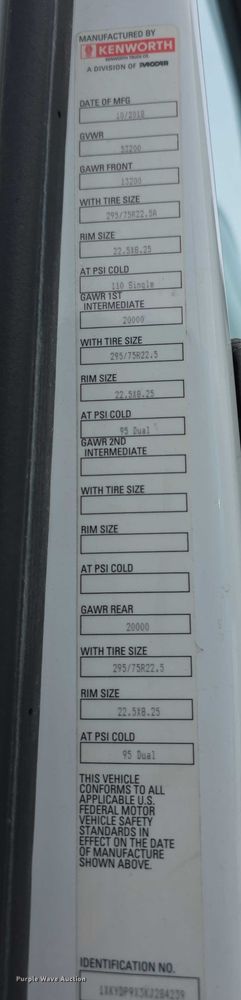 MANUFACTURED BY
KENWORTH
KENWORTH TRUCK CO.
A DIVISION OF PACCAR
DATE OF MFG
10/2018
GVWR
53200
GAWR FRONT
13200
WITH TIRE SIZE
295/75R22.5A
RIM SIZE
22.5X8.25
AT PSI COLD
110 Single
GAWR 1ST
INTERMEDIATE
20000
WITH TIRE SIZE
295/75R22.5
RIM SIZE
22.5X8.25
AT PSI COLD
95 Dual
GAWR 2ND
INTERMEDIATE
WITH TIRE SIZE
RIM SIZE
AT PSI COLD
GAWR REAR
20000
WITH TIRE SIZE
295/75R22.5
RIM SIZE
22.5X8.25
AT PSI COLD
95 Dual
THIS VEHICLE
CONFORMS TO ALL
APPLICABLE U.S.
FEDERAL MOTOR
VEHICLE SAFETY
STANDARDS IN
EFFECT ON THE DATE
OF MANUFACTURE
SHOWN ABOVE.
IDENTIFICATION NO.
1XKYDP9X3KJ284239
Purple Wave Auction